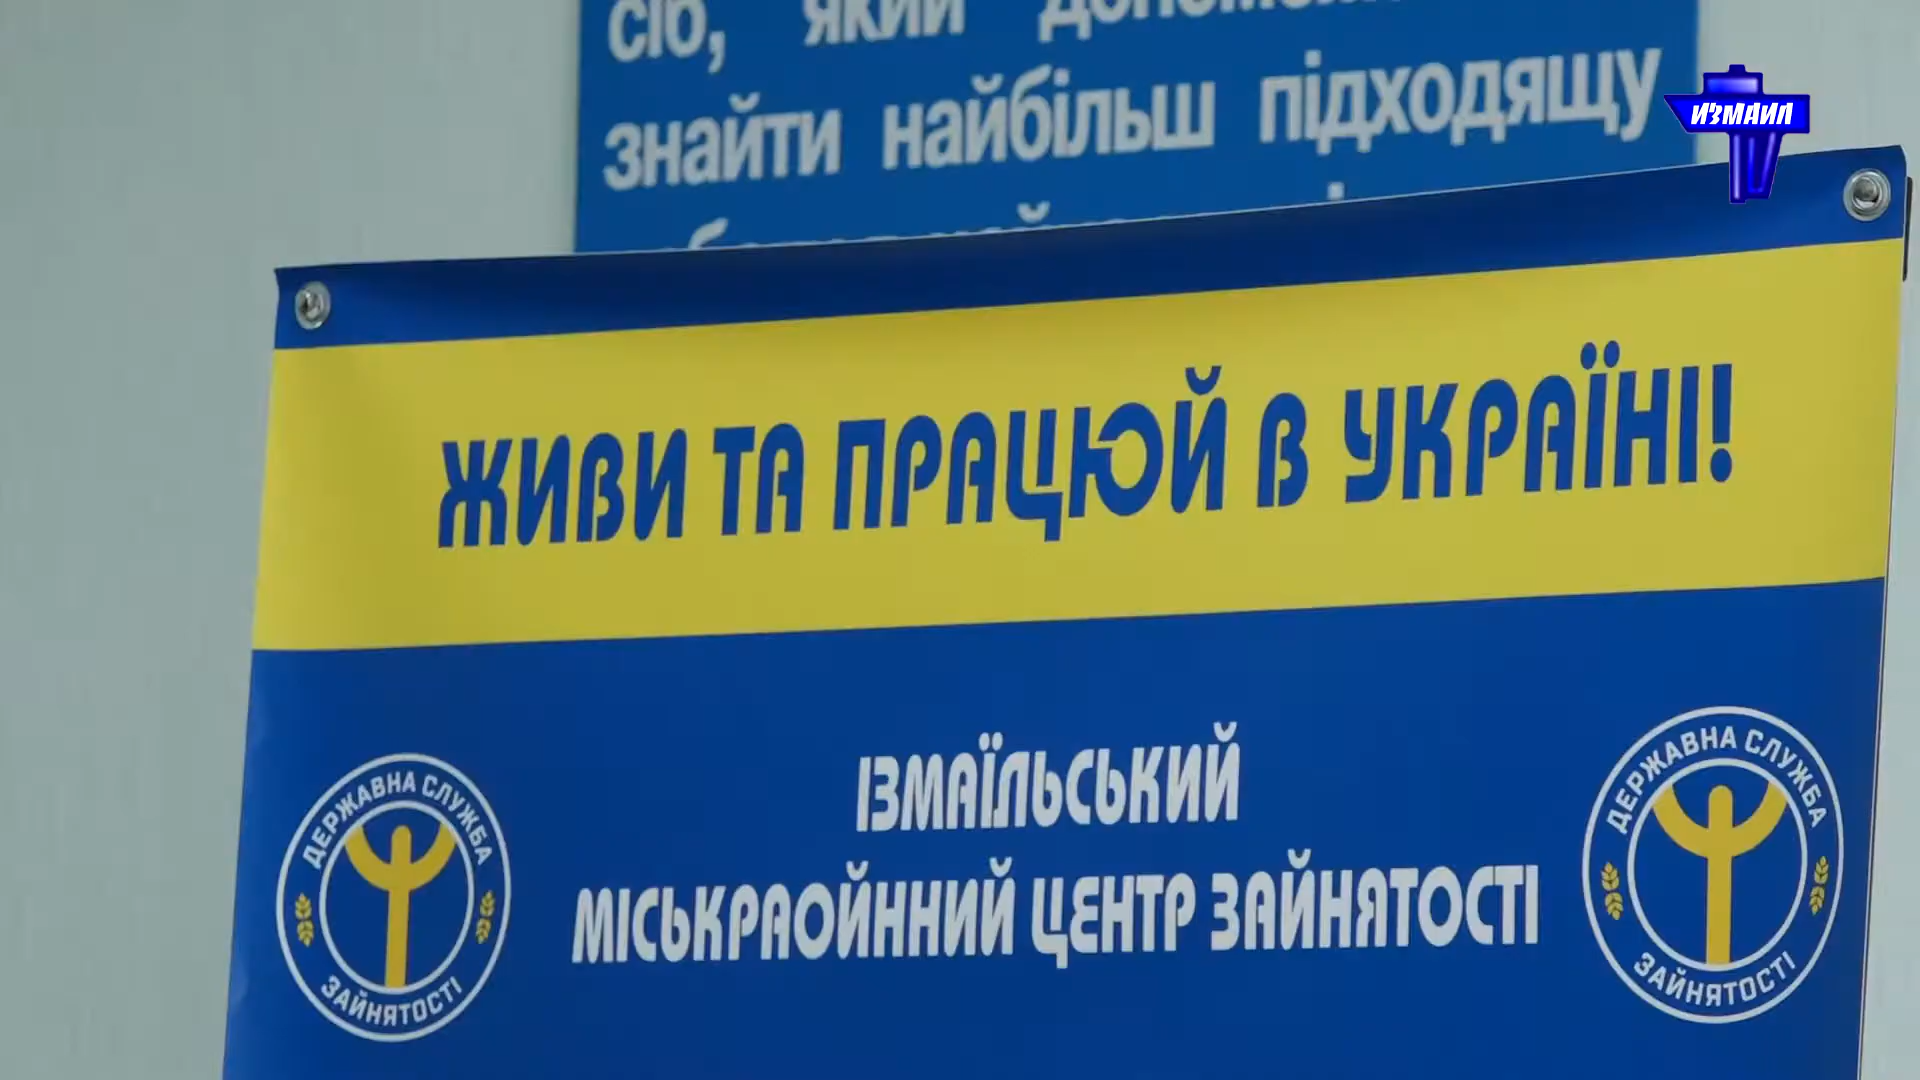 сіб, який
знайти найбільш підходящу
ИЗМАИЛ
ЖИВИ ТА ПРАЦЮЙ В УКРАЇНІ!
ІЗМАЇЛЬСЬКИЙ
МІСЬКРАОЙННИЙ ЦЕНТР ЗАЙНЯТОСТІ
ДЕРЖАВНА СЛУЖБА
ЗАЙНЯТОСТІ
ДЕРЖАВНА СЛУЖБА
ЗАЙНЯТОСТІ